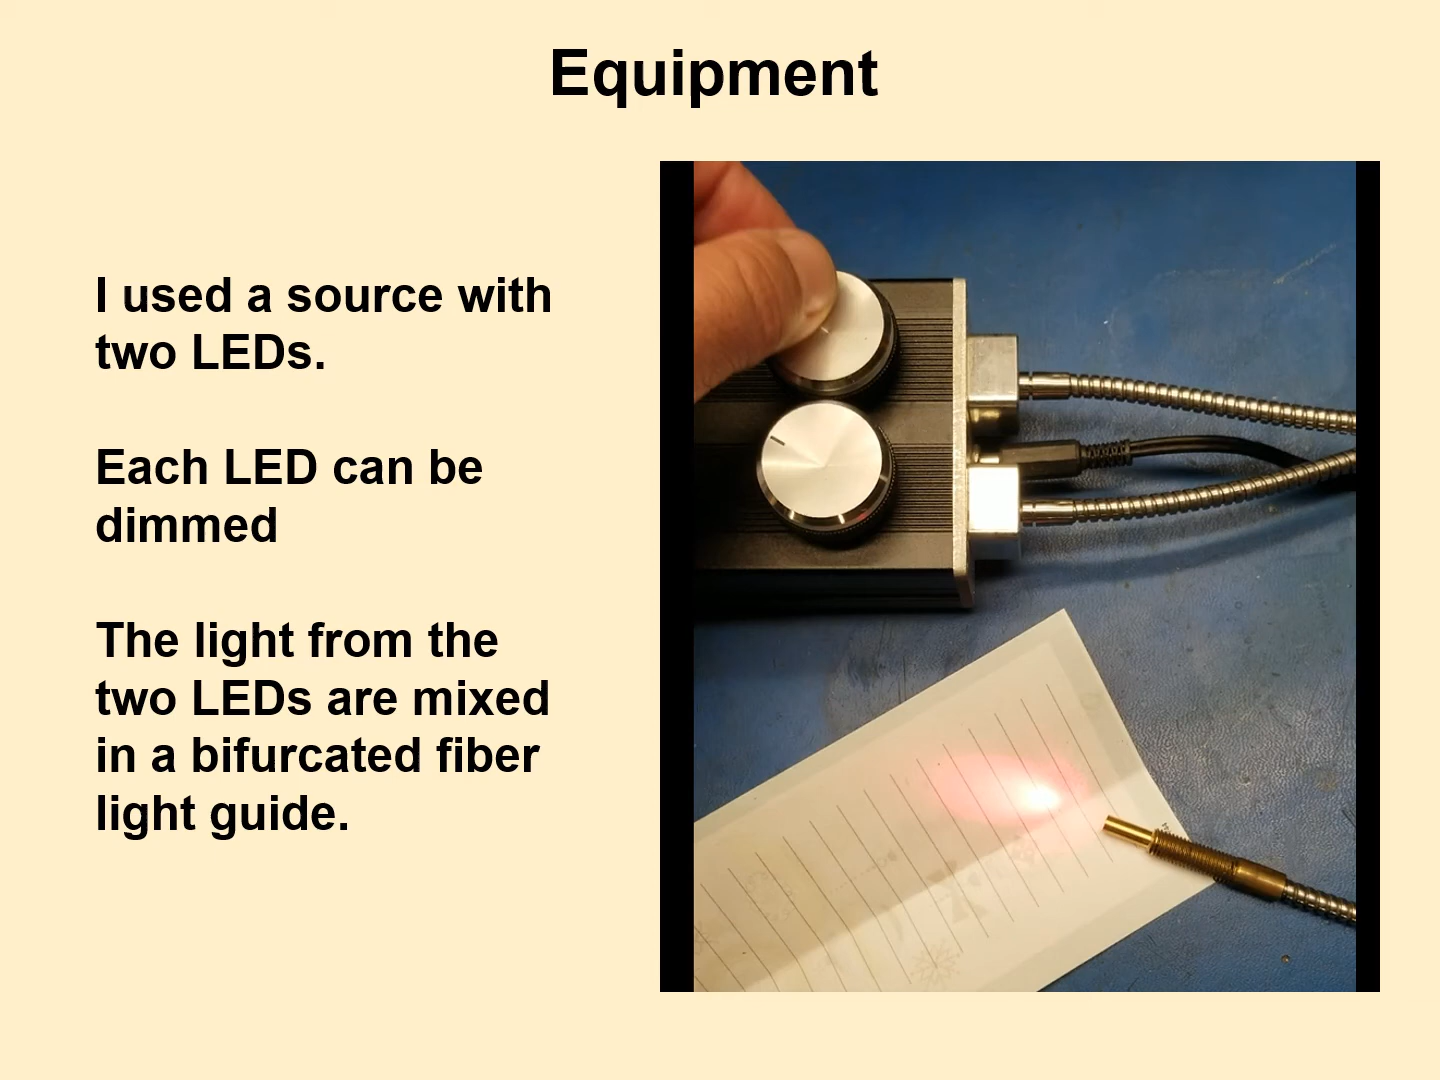 Equipment
I used a source with
two LEDs.
Each LED can be
dimmed
The light from the
two LEDs are mixed
in a bifurcated fiber
light guide.